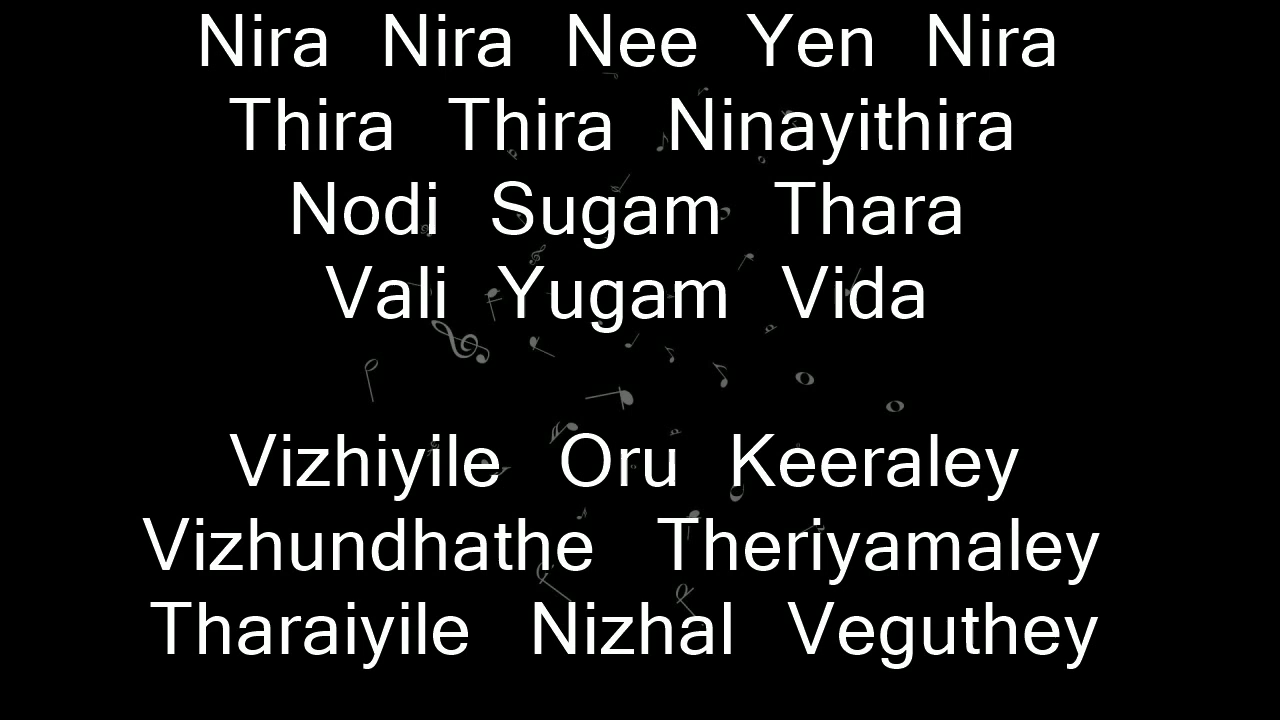 Nira Nira Nee Yen Nira
Thira Thira Ninayithira
Nodi Sugam Thara
Vali Yugam Vida
Vizhiyile Oru Keeraley
Vizhundhathe Theriyamaley
Tharaiyile Nizhal Veguthey